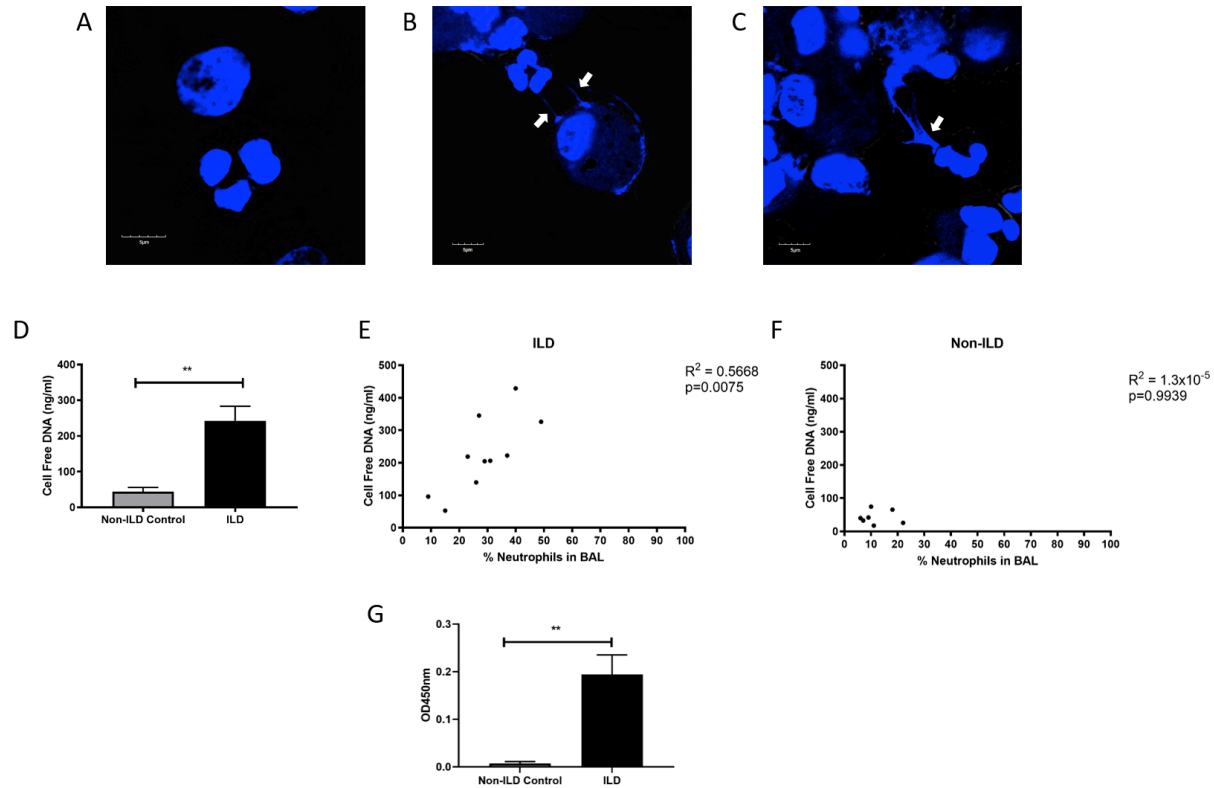 A
B
C
5μm
5μm
5μm
D
Cell Free DNA (ng/ml)
400
300
200
100
0
**
Non-ILD Control
ILD
E
ILD
Cell Free DNA (ng/ml)
500
400
300
200
100
0
0 10 20 30 40 50 60 70 80 90 100
% Neutrophils in BAL
R² = 0.5668
p=0.0075
F
Non-ILD
Cell Free DNA (ng/ml)
500
400
300
200
100
0
0 10 20 30 40 50 60 70 80 90 100
% Neutrophils in BAL
R² = 1.3x10⁻⁵
p=0.9939
G
OD450nm
0.3
0.2
0.1
0.0
**
Non-ILD Control
ILD